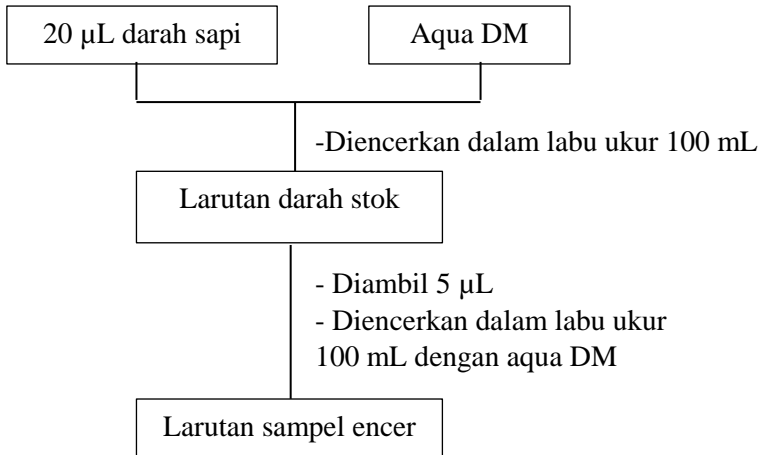 20 µL darah sapi
Aqua DM
-Diencerkan dalam labu ukur 100 mL
Larutan darah stok
- Diambil 5 µL
- Diencerkan dalam labu ukur
100 mL dengan aqua DM
Larutan sampel encer